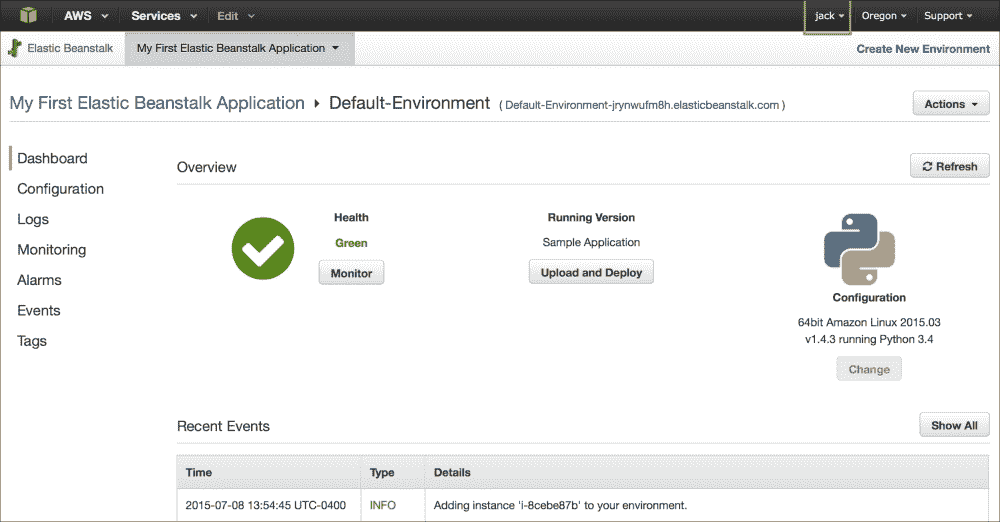 AWS Services Edit jack Oregon Support
Elastic Beanstalk My First Elastic Beanstalk Application Create New Environment
My First Elastic Beanstalk Application Default-Environment ( Default-Environment-jrynwufm8h.elasticbeanstalk.com ) Actions
Dashboard
Configuration
Logs
Monitoring
Alarms
Events
Tags
Overview Refresh
Health
Green
Monitor
Running Version
Sample Application
Upload and Deploy
Configuration
64bit Amazon Linux 2015.03
v1.4.3 running Python 3.4
Change
Recent Events Show All
Time Type Details
2015-07-08 13:54:45 UTC-0400 INFO Adding instance 'i-8cebe87b' to your environment.